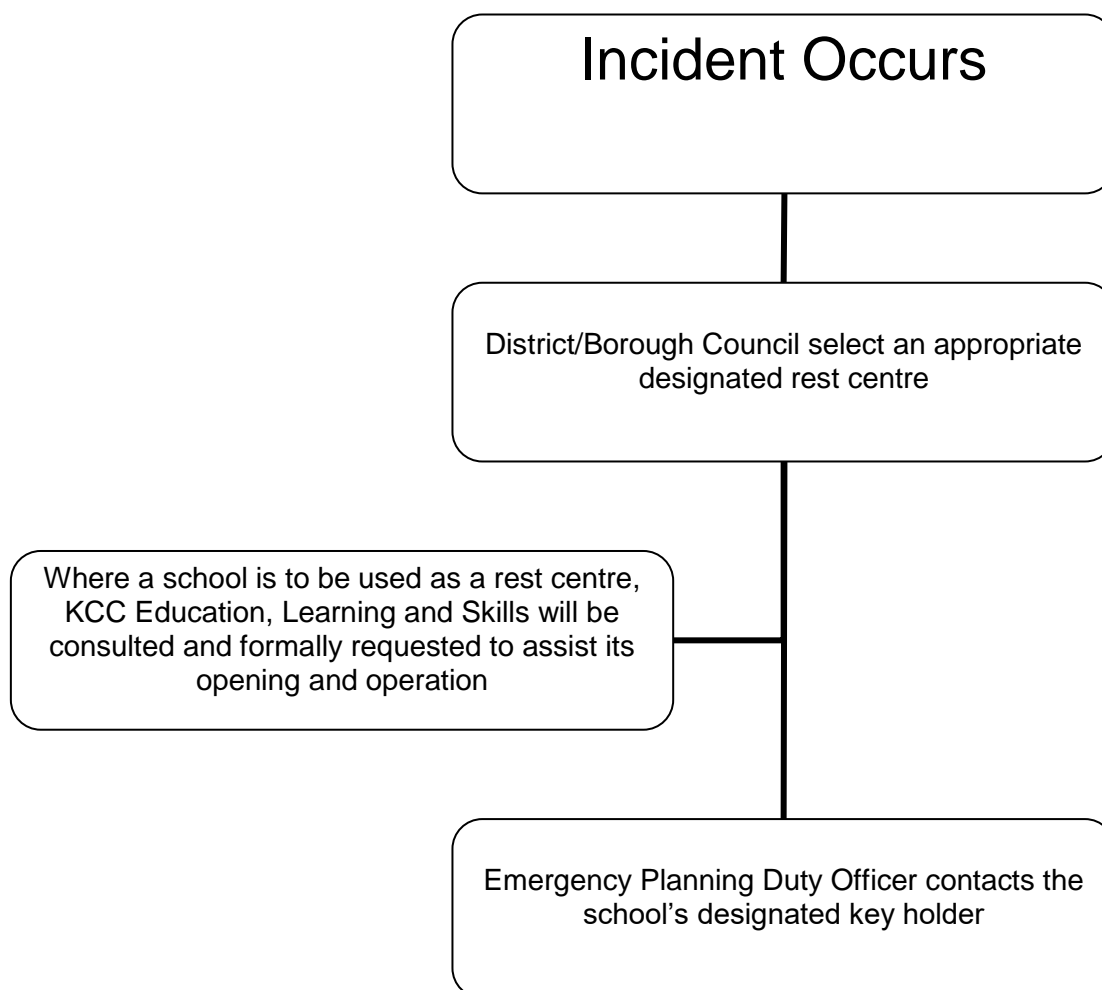 Incident Occurs
District/Borough Council select an appropriate
designated rest centre
Where a school is to be used as a rest centre,
KCC Education, Learning and Skills will be
consulted and formally requested to assist its
opening and operation
Emergency Planning Duty Officer contacts the
school’s designated key holder